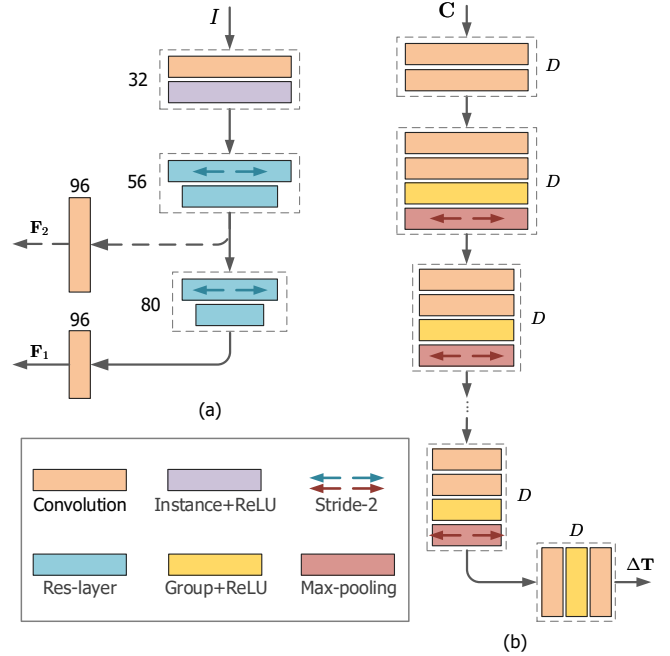 I
C
32
D
56
D
96
F₂
80
D
96
F₁
(a)
⋮
D
Convolution
Instance+ReLU
Stride-2
Res-layer
Group+ReLU
Max-pooling
D
ΔT
(b)